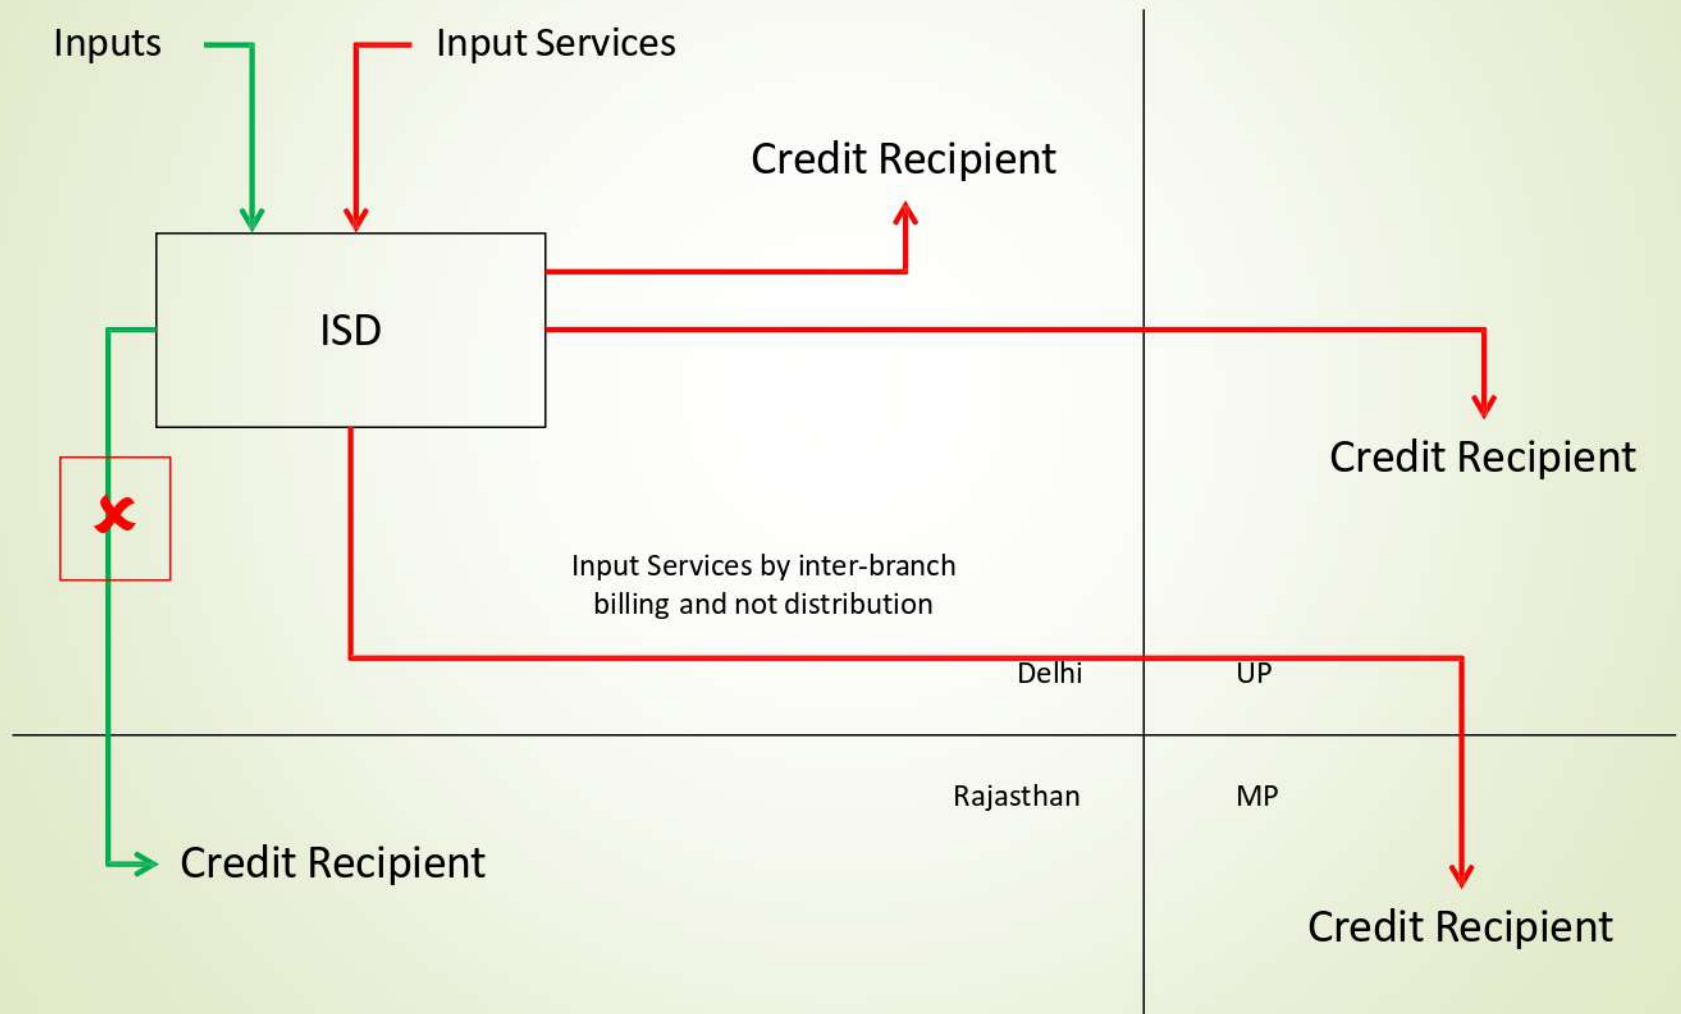 Inputs
Input Services
Credit Recipient
ISD
Credit Recipient
Input Services by inter-branch
billing and not distribution
Delhi
UP
Rajasthan
MP
Credit Recipient
Credit Recipient